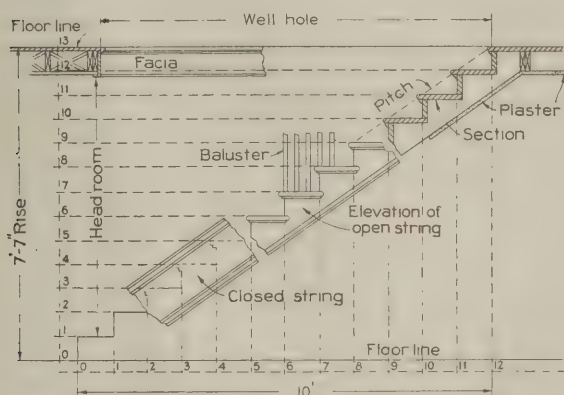 Well hole
Floor line
13
Facia
12
11
10
9
8
7
6
5
4
3
2
1
0
Pitch
Plaster
Section
Baluster
Head room
7'-7" Rise
Elevation of
open string
Closed string
Floor line
0 1 2 3 4 5 6 7 8 9 10 11 12
10'